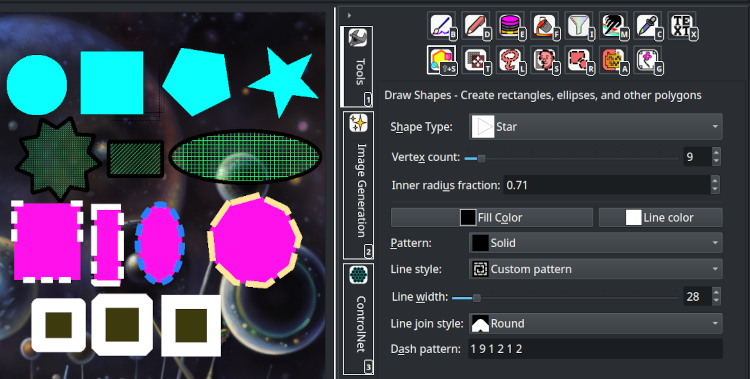 B
D
E
F
I
M
C
TEXT
X
⇧+S
T
L
S
R
A
G
Tools
1
Image Generation
2
ControlNet
3
Draw Shapes - Create rectangles, ellipses, and other polygons
Shape Type: Star
Vertex count: 9
Inner radius fraction: 0.71
Fill Color Line color
Pattern: Solid
Line style: Custom pattern
Line width: 28
Line join style: Round
Dash pattern: 1 9 1 2 1 2